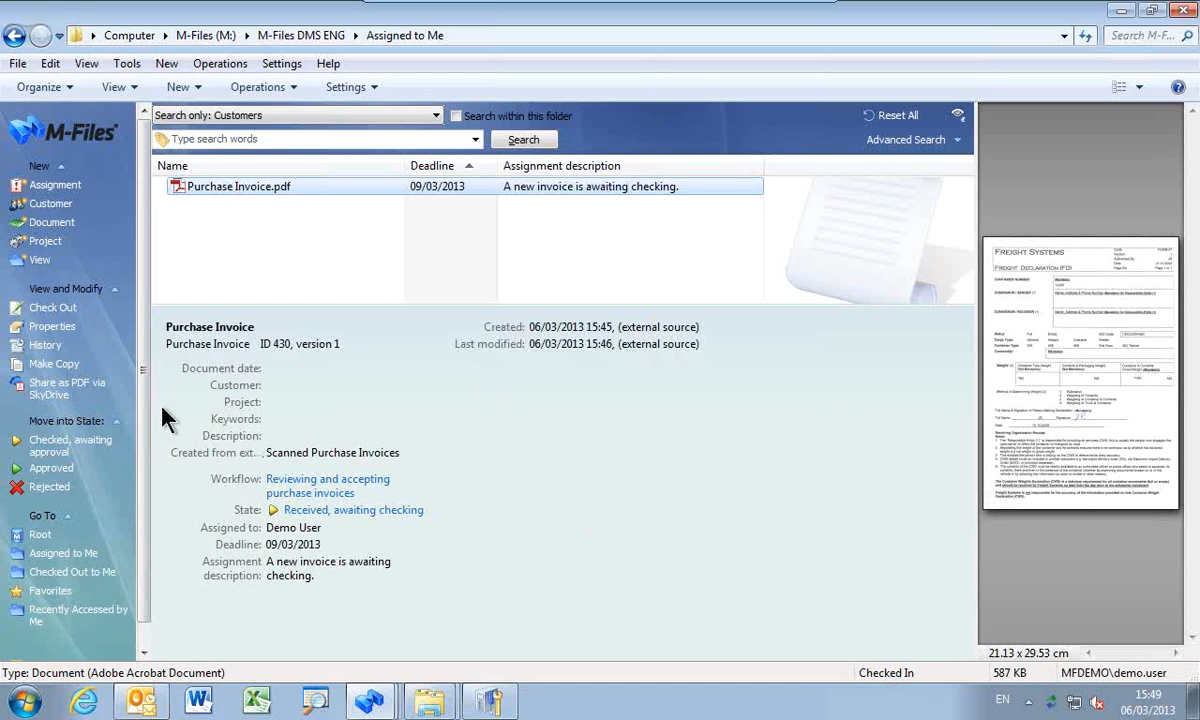 Computer ▸ M-Files (M:) ▸ M-Files DMS ENG ▸ Assigned to Me
Search M-F...
File Edit View Tools New Operations Settings Help
Organize View New Operations Settings
M-Files
New
Assignment
Customer
Document
Project
View
View and Modify
Check Out
Properties
History
Make Copy
Share as PDF via
SkyDrive
Move into State:
Checked, awaiting
approval
Approved
Rejected
Go To
Root
Assigned to Me
Checked Out to Me
Favorites
Recently Accessed by
Me
Search only: Customers
Search within this folder
Reset All
Type search words
Search
Advanced Search
Name Deadline Assignment description
Purchase Invoice.pdf 09/03/2013 A new invoice is awaiting checking.
Purchase Invoice
Created: 06/03/2013 15:45, (external source)
Purchase Invoice ID 430, version 1
Last modified: 06/03/2013 15:46, (external source)
Document date:
Customer:
Project:
Keywords:
Description:
Created from ext..., Scanned Purchase Invoices
Workflow: Reviewing and accepting
purchase invoices
State: Received, awaiting checking
Assigned to: Demo User
Deadline: 09/03/2013
Assignment A new invoice is awaiting
description: checking.
FREIGHT SYSTEMS
FREIGHT DECLARATION (FD)
21.13 x 29.53 cm
Type: Document (Adobe Acrobat Document)
Checked In
587 KB
MFDEMO\demo.user
EN
15:49
06/03/2013